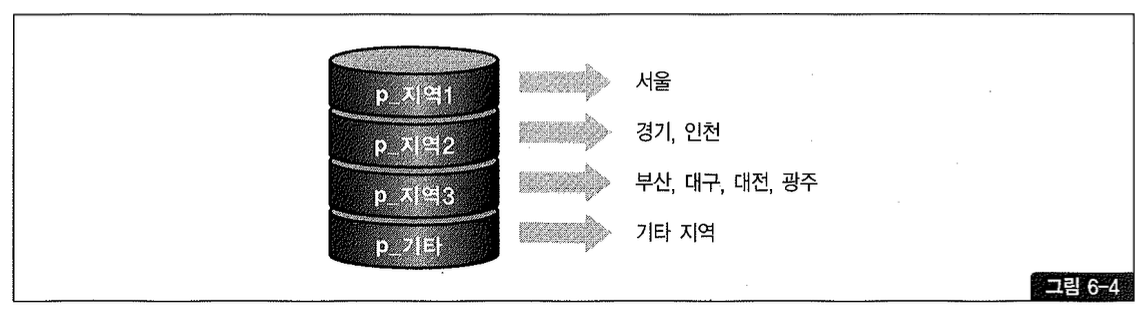 p_지역1 서울
p_지역2 경기, 인천
p_지역3 부산, 대구, 대전, 광주
p_기타 기타 지역
그림 6-4